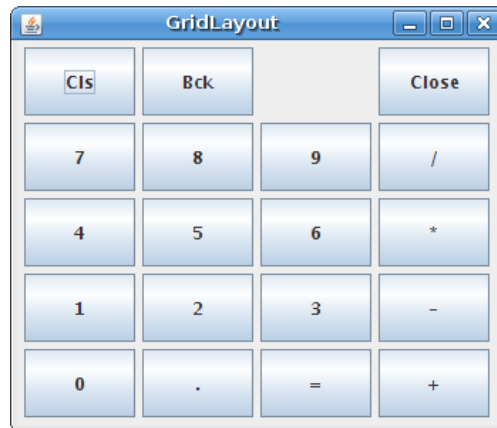 GridLayout
Cls Bck Close
7 8 9 /
4 5 6 *
1 2 3 -
0 . = +